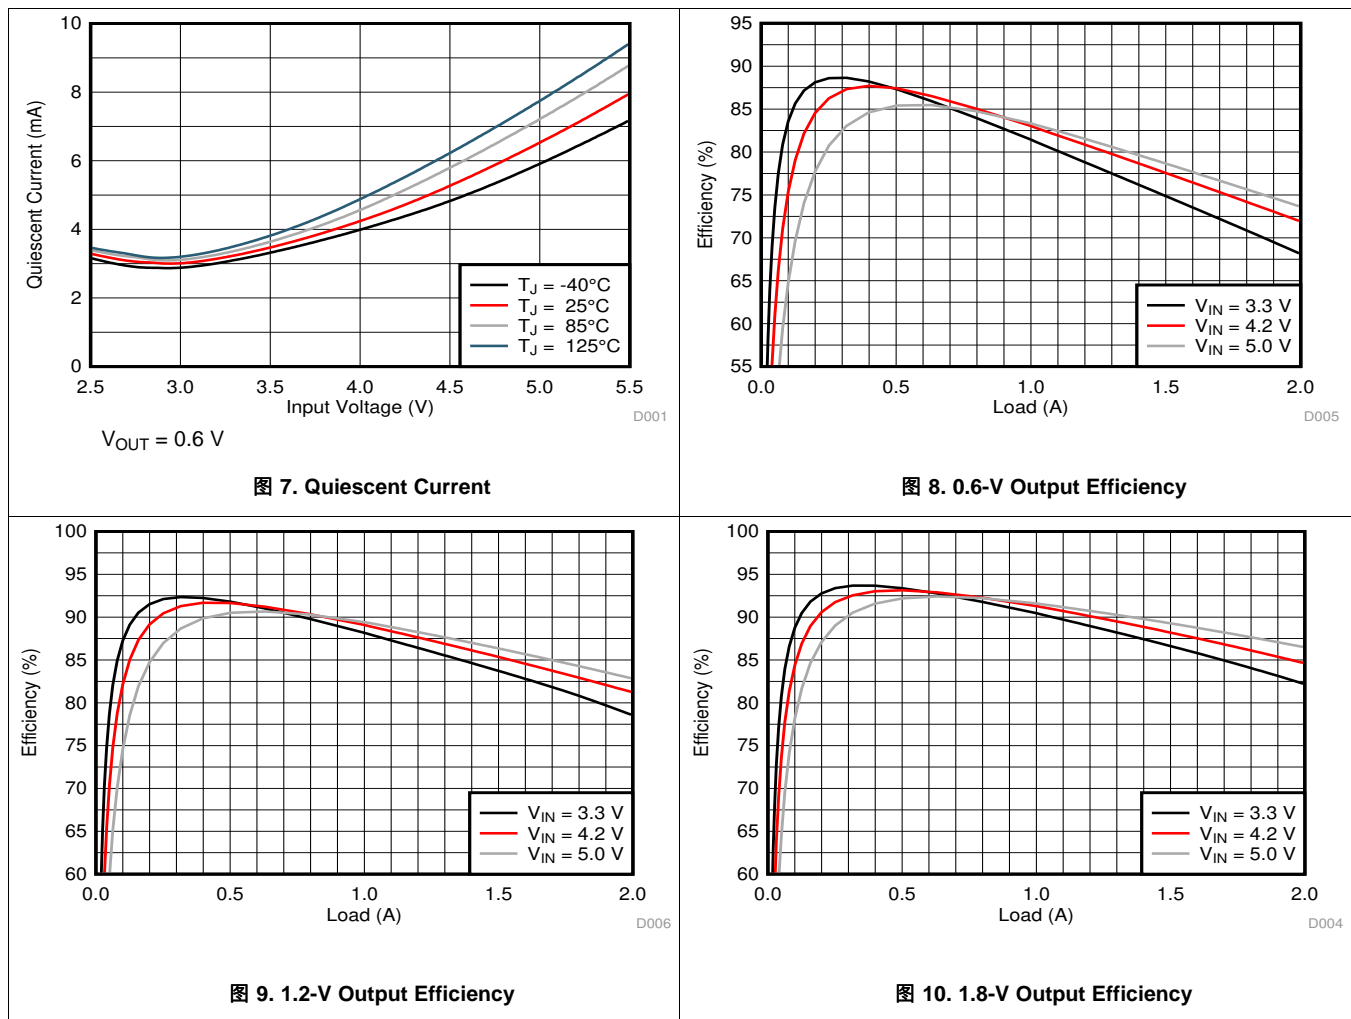 10
8
6
4
2
0
Quiescent Current (mA)
2.5 3.0 3.5 4.0 4.5 5.0 5.5
Input Voltage (V)
T_J = -40°C
T_J = 25°C
T_J = 85°C
T_J = 125°C
D001
V_OUT = 0.6 V
图 7. Quiescent Current
95
90
85
80
75
70
65
60
55
Efficiency (%)
0.0 0.5 1.0 1.5 2.0
Load (A)
V_IN = 3.3 V
V_IN = 4.2 V
V_IN = 5.0 V
D005
图 8. 0.6-V Output Efficiency
100
95
90
85
80
75
70
65
60
Efficiency (%)
0.0 0.5 1.0 1.5 2.0
Load (A)
V_IN = 3.3 V
V_IN = 4.2 V
V_IN = 5.0 V
D006
图 9. 1.2-V Output Efficiency
100
95
90
85
80
75
70
65
60
Efficiency (%)
0.0 0.5 1.0 1.5 2.0
Load (A)
V_IN = 3.3 V
V_IN = 4.2 V
V_IN = 5.0 V
D004
图 10. 1.8-V Output Efficiency